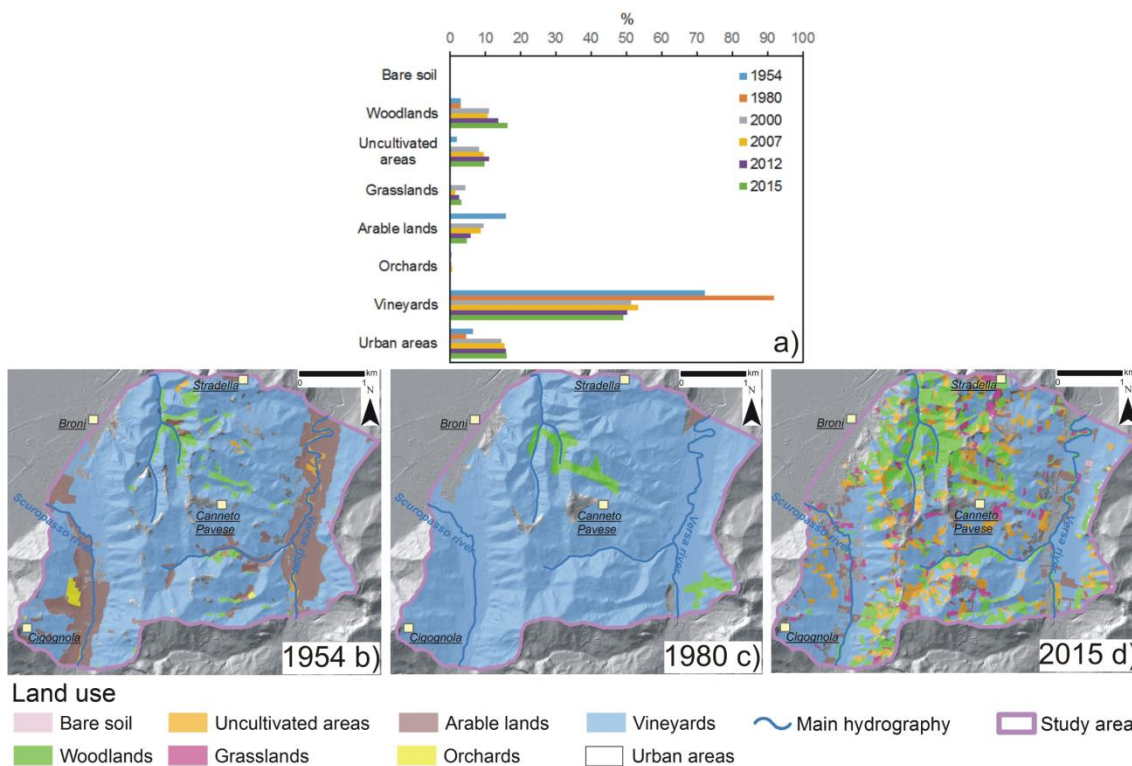 %
0 10 20 30 40 50 60 70 80 90 100
Bare soil
Woodlands
Uncultivated
areas
Grasslands
Arable lands
Orchards
Vineyards
Urban areas
1954
1980
2000
2007
2012
2015
a)
Stradella
km
0 1
N
Broni
Scuropasso river
Canneto
Pavese
Versa river
Cigognola
1954 b)
Stradella
km
0 1
N
Broni
Scuropasso river
Canneto
Pavese
Versa river
Cigognola
1980 c)
Stradella
km
0 1
N
Broni
Scuropasso river
Canneto
Pavese
Versa river
Cigognola
2015 d)
Land use
Bare soil Uncultivated areas Arable lands Vineyards Main hydrography Study area
Woodlands Grasslands Orchards Urban areas